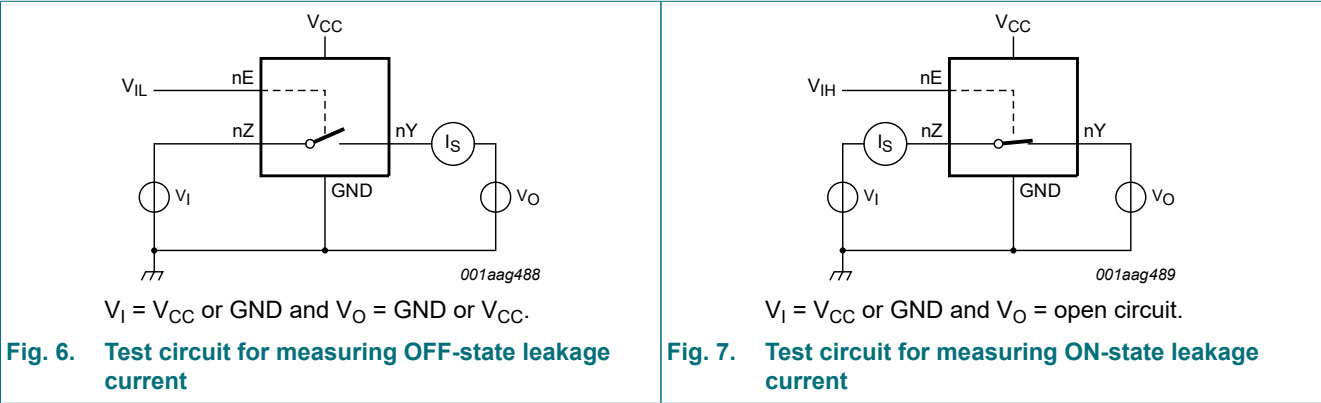 VCC
VIL
nE
nZ
nY
IS
VI
GND
VO
001aag488
VI = VCC or GND and VO = GND or VCC.
Fig. 6. Test circuit for measuring OFF-state leakage
current
VCC
VIH
nE
IS
nZ
nY
VI
GND
VO
001aag489
VI = VCC or GND and VO = open circuit.
Fig. 7. Test circuit for measuring ON-state leakage
current